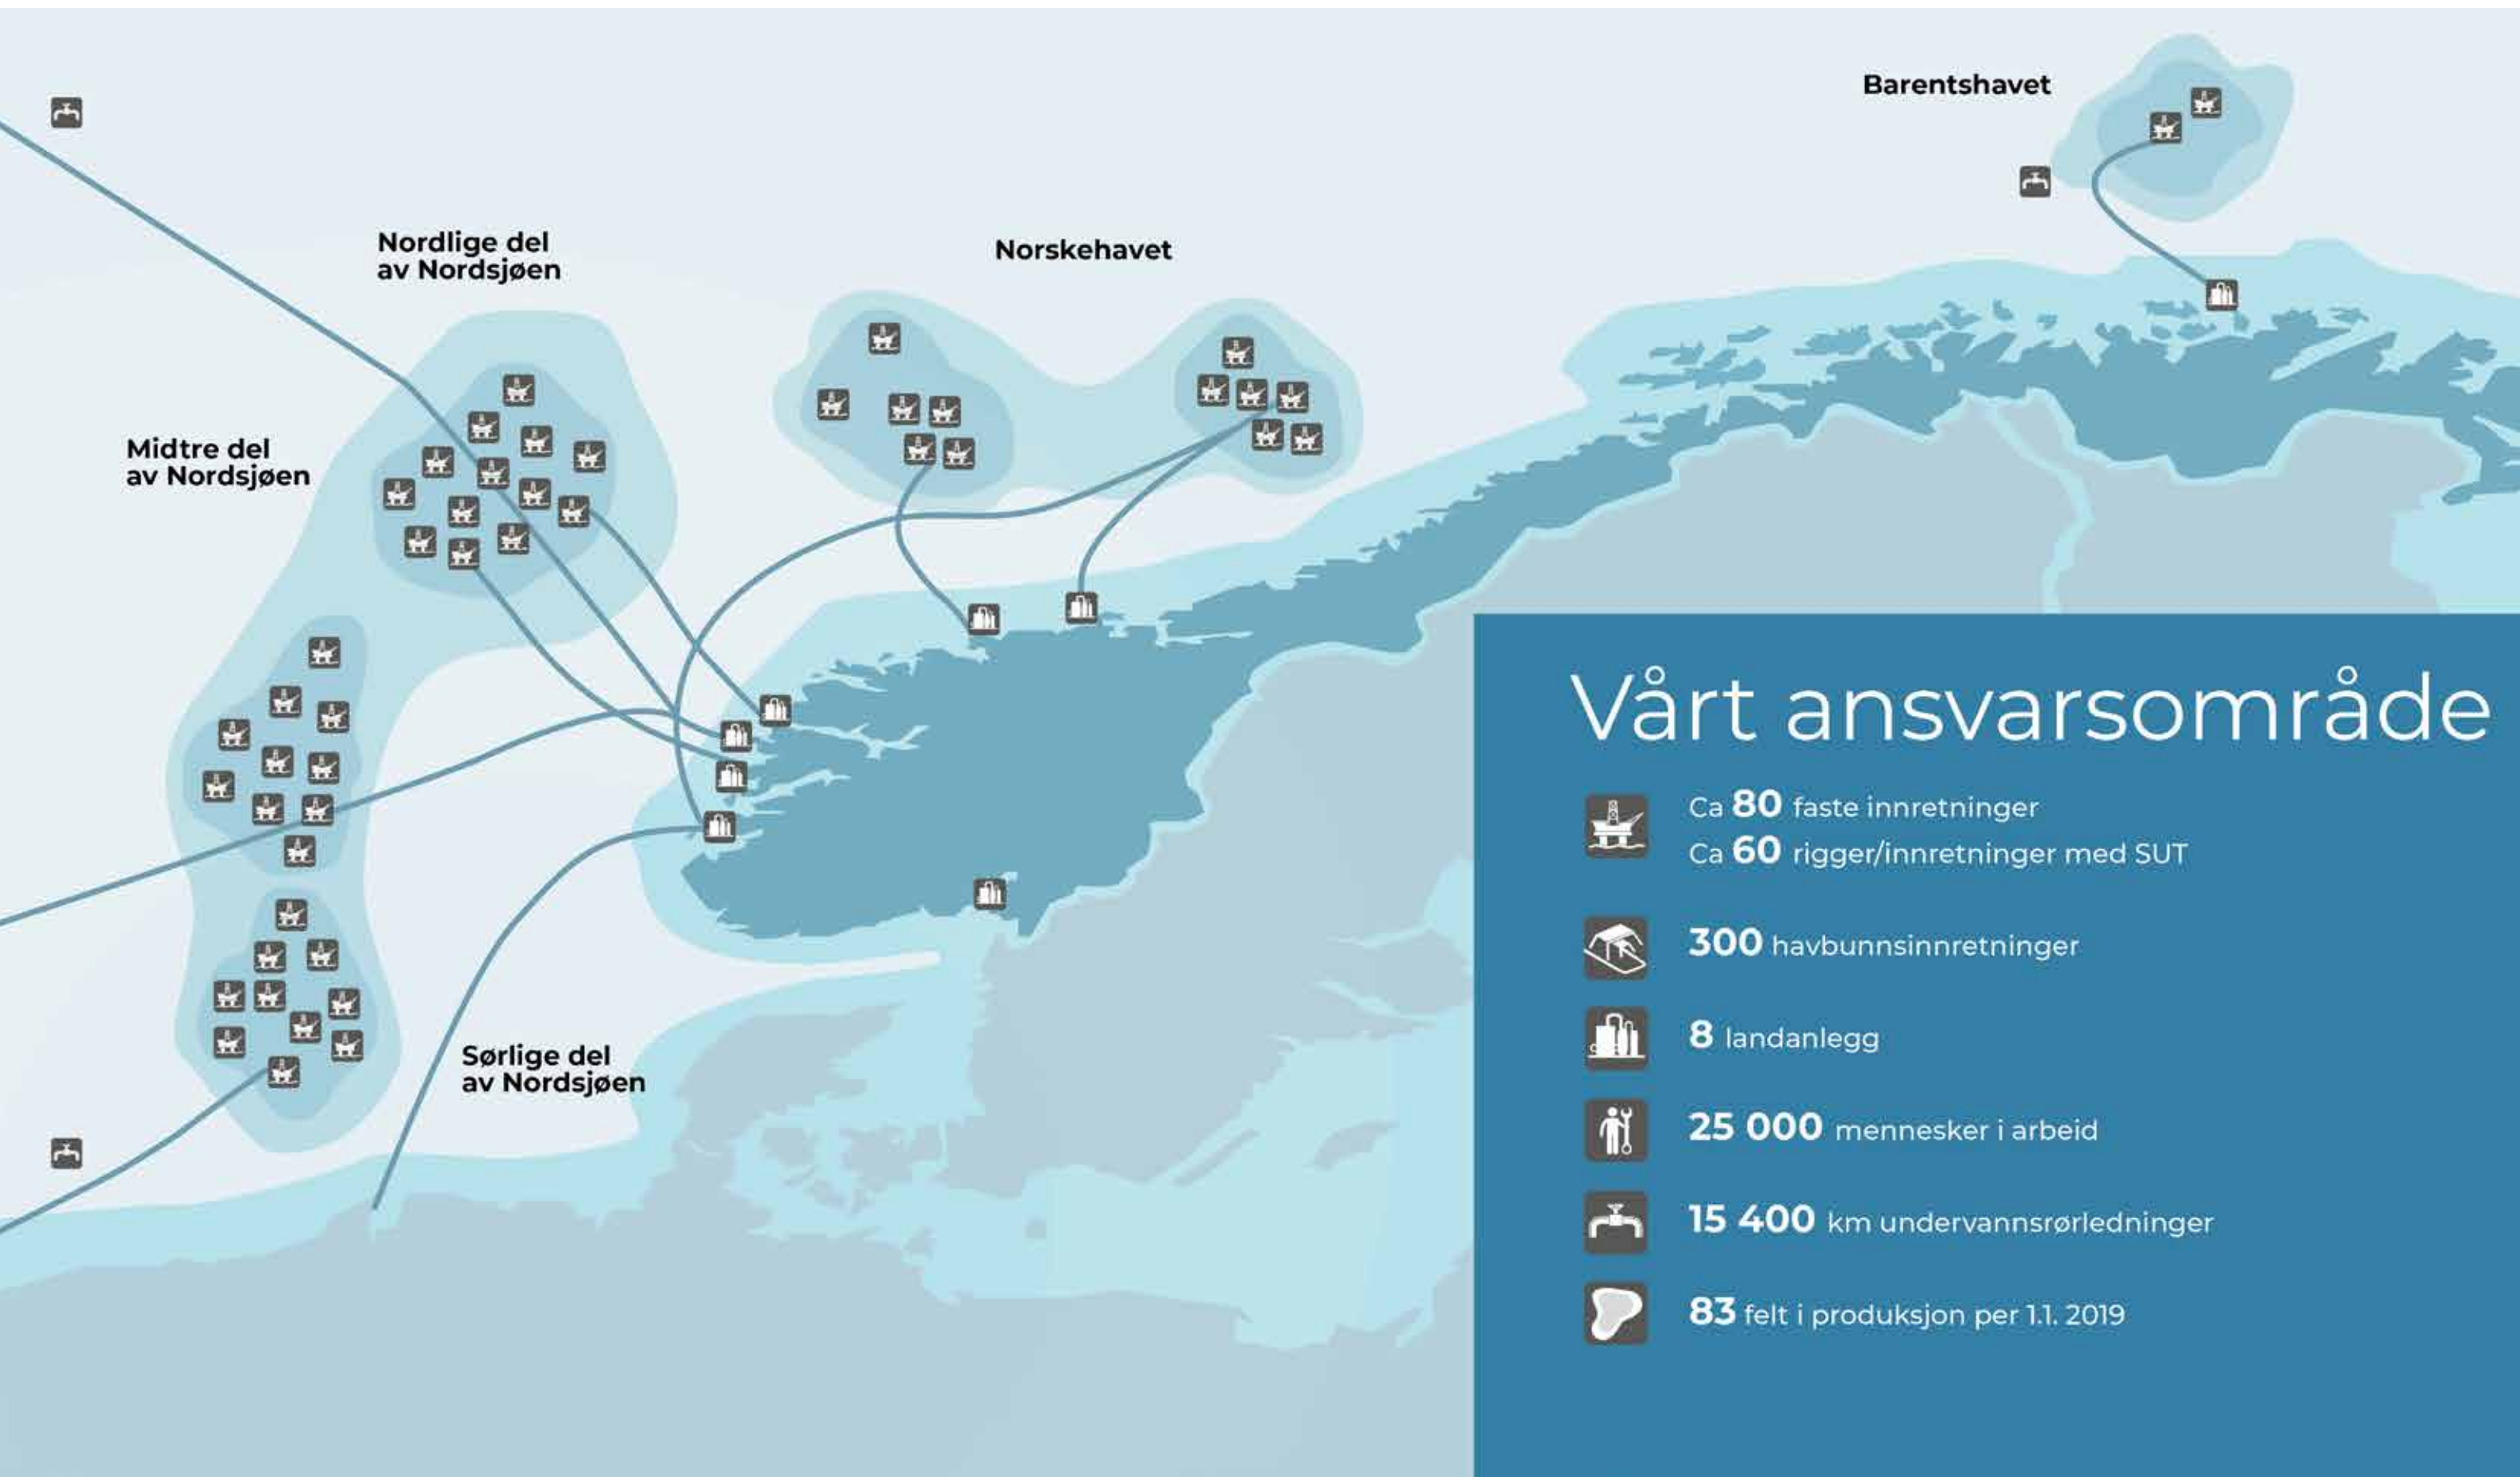 Barentshavet
Nordlige del
av Nordsjøen
Norskehavet
Midtre del
av Nordsjøen
Sørlige del
av Nordsjøen
Vårt ansvarsområde
Ca 80 faste innretninger
Ca 60 rigger/innretninger med SUT
300 havbunnsinnretninger
8 landanlegg
25 000 mennesker i arbeid
15 400 km undervannsrørledninger
83 felt i produksjon per 1.1. 2019